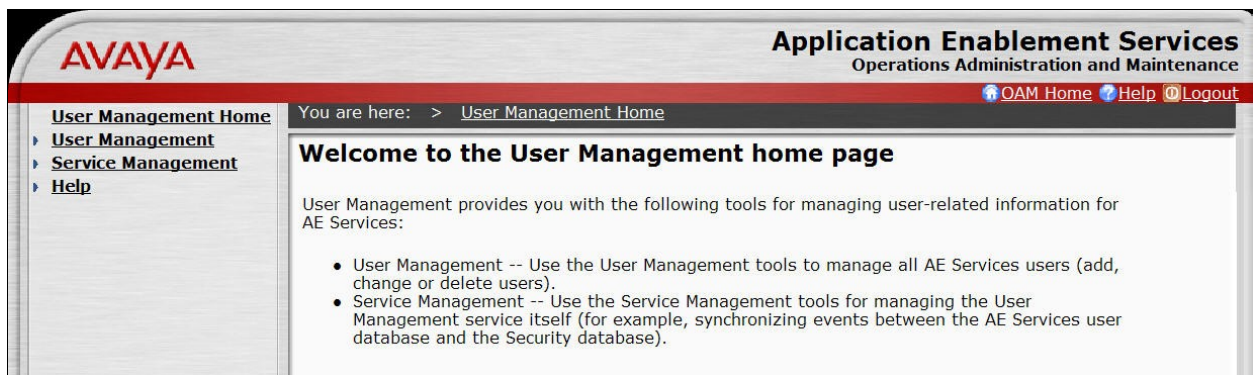 AVAYA
Application Enablement Services
Operations Administration and Maintenance
OAM Home Help Logout
User Management Home
User Management
Service Management
Help
You are here: > User Management Home
Welcome to the User Management home page
User Management provides you with the following tools for managing user-related information for
AE Services:
● User Management -- Use the User Management tools to manage all AE Services users (add,
change or delete users).
● Service Management -- Use the Service Management tools for managing the User
Management service itself (for example, synchronizing events between the AE Services user
database and the Security database).